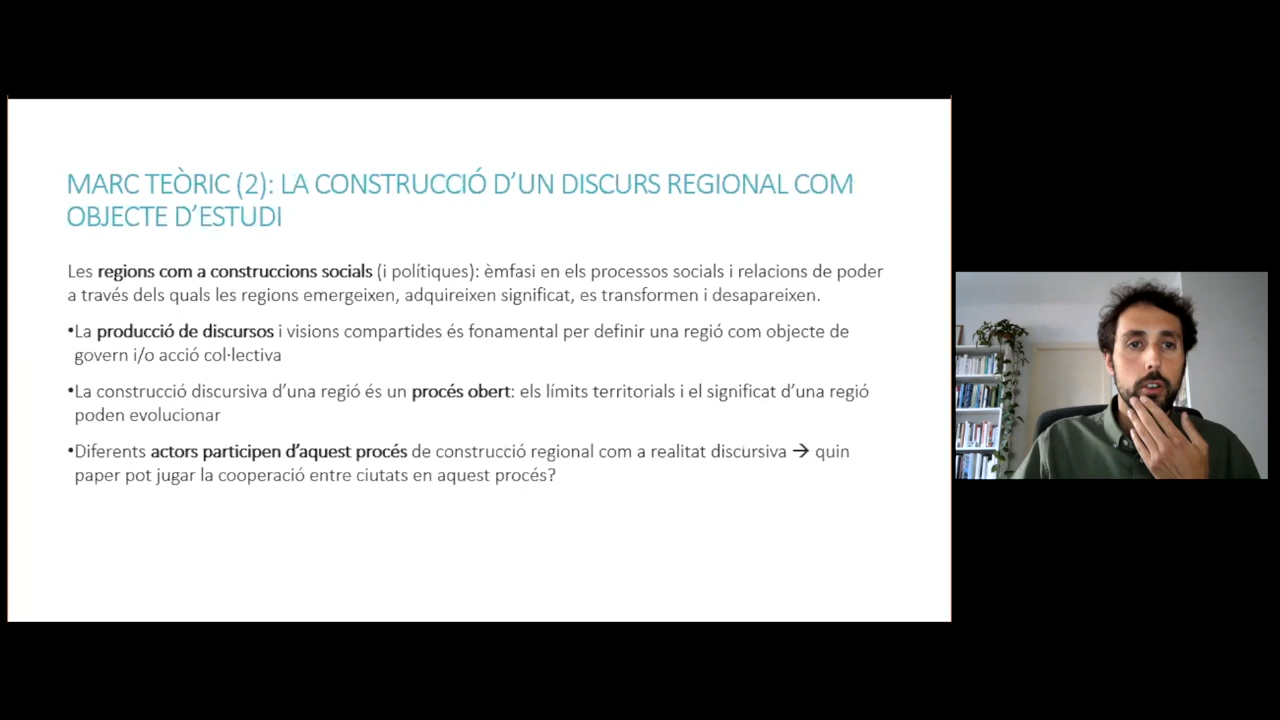 MARC TEÒRIC (2): LA CONSTRUCCIÓ D’UN DISCURS REGIONAL COM
OBJECTE D’ESTUDI
Les regions com a construccions socials (i polítiques): èmfasi en els processos socials i relacions de poder
a través dels quals les regions emergeixen, adquireixen significat, es transformen i desapareixen.
•La producció de discursos i visions compartides és fonamental per definir una regió com objecte de
govern i/o acció col·lectiva
•La construcció discursiva d’una regió és un procés obert: els límits territorials i el significat d’una regió
poden evolucionar
•Diferents actors participen d’aquest procés de construcció regional com a realitat discursiva → quin
paper pot jugar la cooperació entre ciutats en aquest procés?